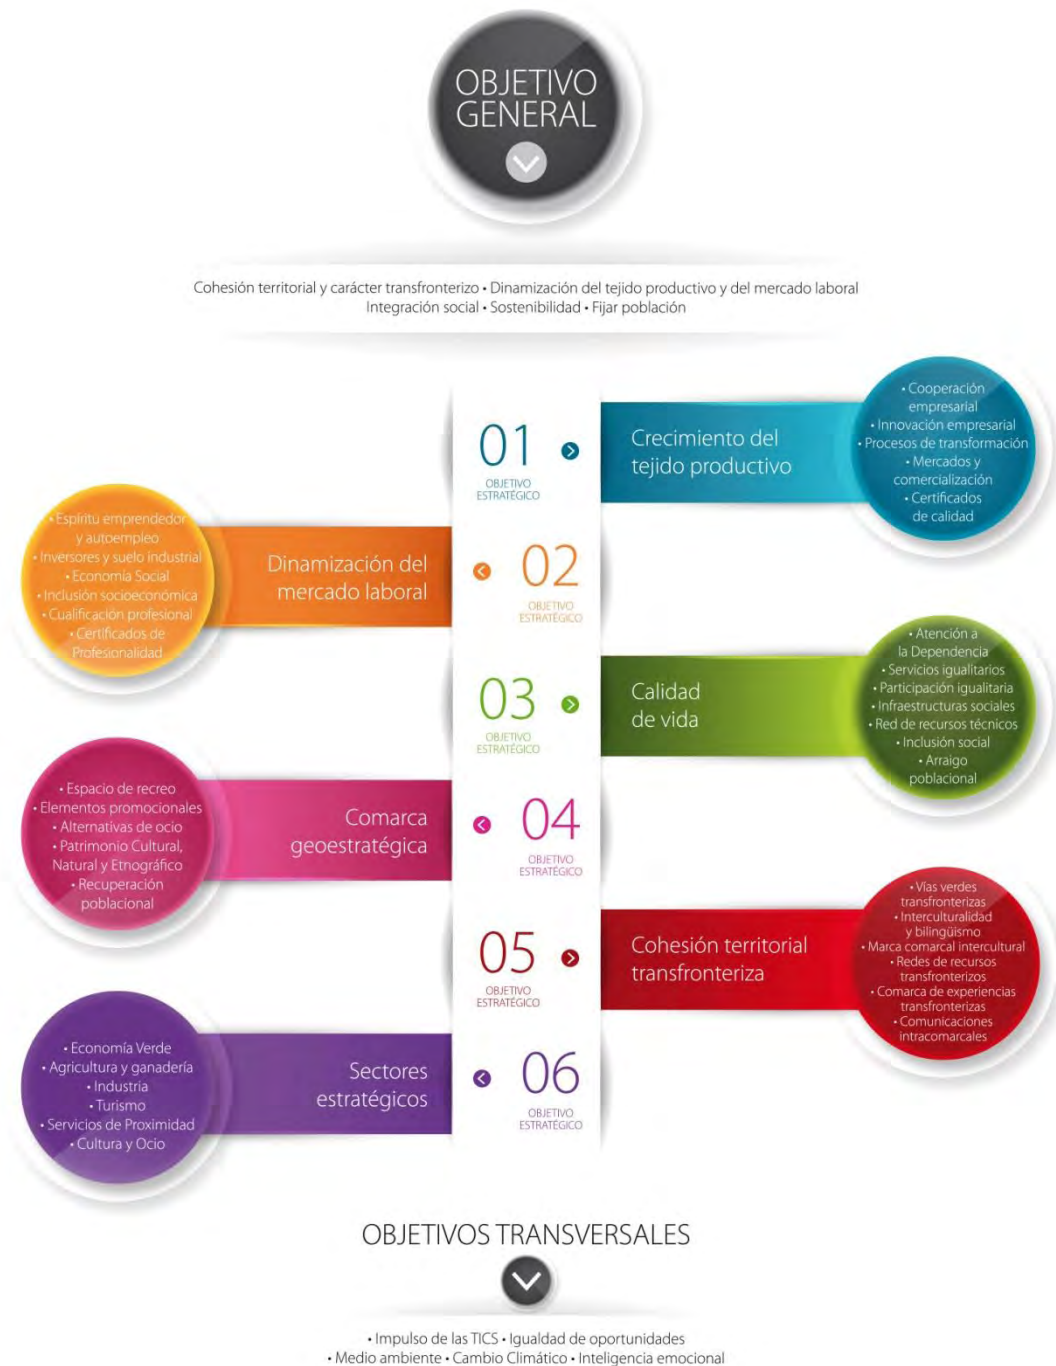 OBJETIVO
GENERAL
Cohesión territorial y carácter transfronterizo • Dinamización del tejido productivo y del mercado laboral
Integración social • Sostenibilidad • Fijar población
01
OBJETIVO
ESTRATÉGICO
Crecimiento del
tejido productivo
• Cooperación
empresarial
• Innovación empresarial
• Procesos de transformación
• Mercados y
comercialización
• Certificados
de calidad
• Espíritu emprendedor
y autoempleo
• Inversores y suelo industrial
• Economía Social
• Inclusión socioeconómica
• Cualificación profesional
• Certificados de
Profesionalidad
Dinamización del
mercado laboral
02
OBJETIVO
ESTRATÉGICO
03
OBJETIVO
ESTRATÉGICO
Calidad
de vida
• Atención a
la Dependencia
• Servicios igualitarios
• Participación igualitaria
• Infraestructuras sociales
• Red de recursos técnicos
• Inclusión social
• Arraigo
poblacional
• Espacio de recreo
• Elementos promocionales
• Alternativas de ocio
• Patrimonio Cultural,
Natural y Etnográfico
• Recuperación
poblacional
Comarca
geoestratégica
04
OBJETIVO
ESTRATÉGICO
05
OBJETIVO
ESTRATÉGICO
Cohesión territorial
transfronteriza
• Vías verdes
transfronterizas
• Interculturalidad
y bilingüismo
• Marca comarcal intercultural
• Redes de recursos
transfronterizos
• Comarca de experiencias
transfronterizas
• Comunicaciones
intracomarcales
• Economía Verde
• Agricultura y ganadería
• Industria
• Turismo
• Servicios de Proximidad
• Cultura y Ocio
Sectores
estratégicos
06
OBJETIVO
ESTRATÉGICO
OBJETIVOS TRANSVERSALES
• Impulso de las TICS • Igualdad de oportunidades
• Medio ambiente • Cambio Climático • Inteligencia emocional